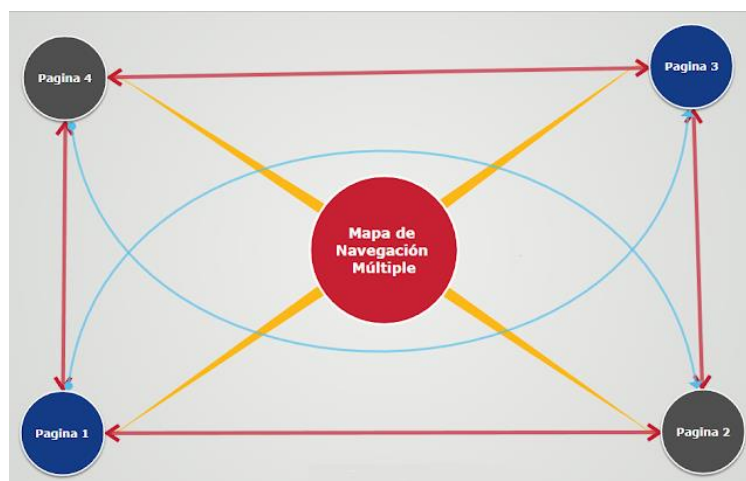 Pagina 4
Pagina 3
Mapa de
Navegación
Múltiple
Pagina 1
Pagina 2